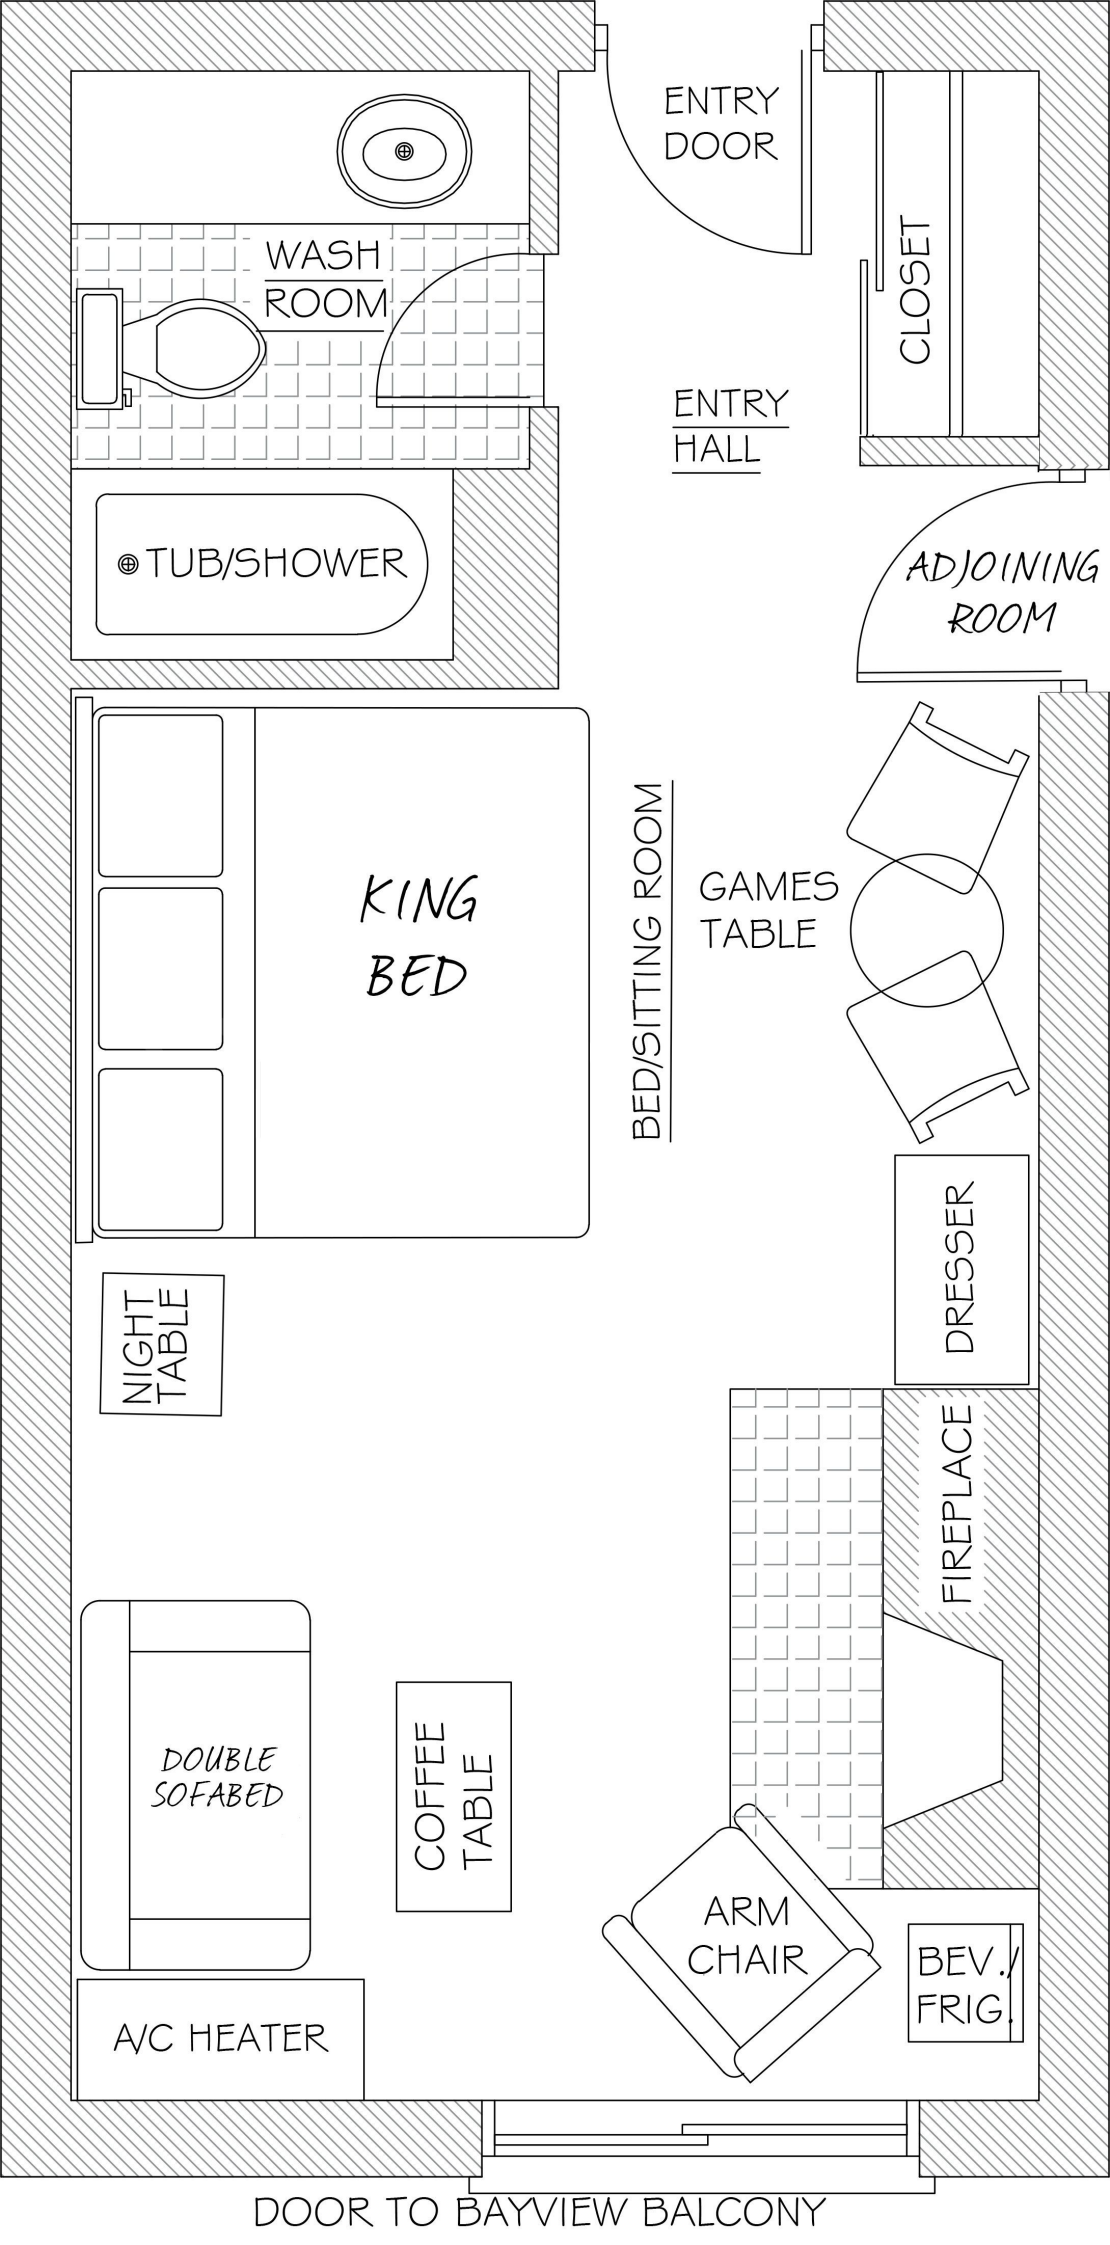 ENTRY
DOOR
CLOSET
WASH
ROOM
ENTRY
HALL
TUB/SHOWER
ADJOINING
ROOM
KING
BED
BED/SITTING ROOM
GAMES
TABLE
DRESSER
NIGHT
TABLE
FIREPLACE
DOUBLE
SOFABED
COFFEE
TABLE
ARM
CHAIR
BEV./
FRIG.
A/C HEATER
DOOR TO BAYVIEW BALCONY